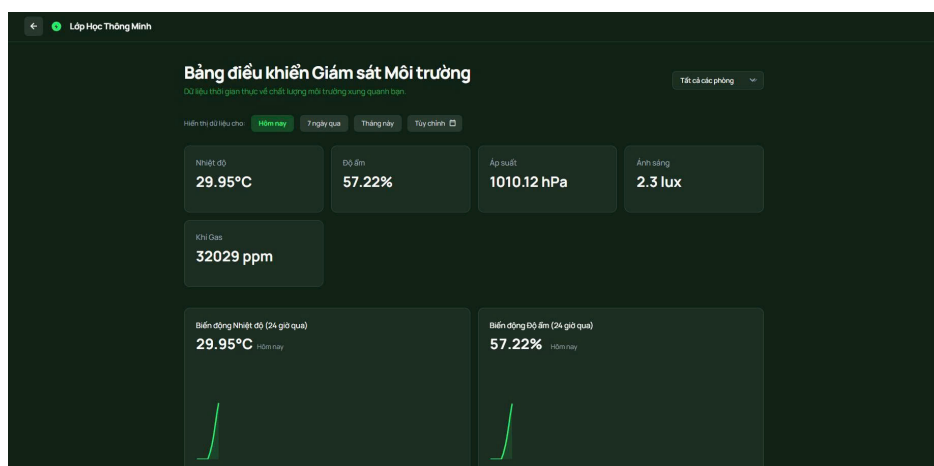 Lớp Học Thông Minh
Bảng điều khiển Giám sát Môi trường
Dữ liệu thời gian thực về chất lượng môi trường xung quanh bạn.
Tất cả các phòng
Hiển thị dữ liệu cho: Hôm nay 7 ngày qua Tháng này Tùy chỉnh
Nhiệt độ Độ ẩm Áp suất Ánh sáng
29.95°C 57.22% 1010.12 hPa 2.3 lux
Khí Gas
32029 ppm
Biến động Nhiệt độ (24 giờ qua) Biến động Độ ẩm (24 giờ qua)
29.95°C Hôm nay 57.22% Hôm nay